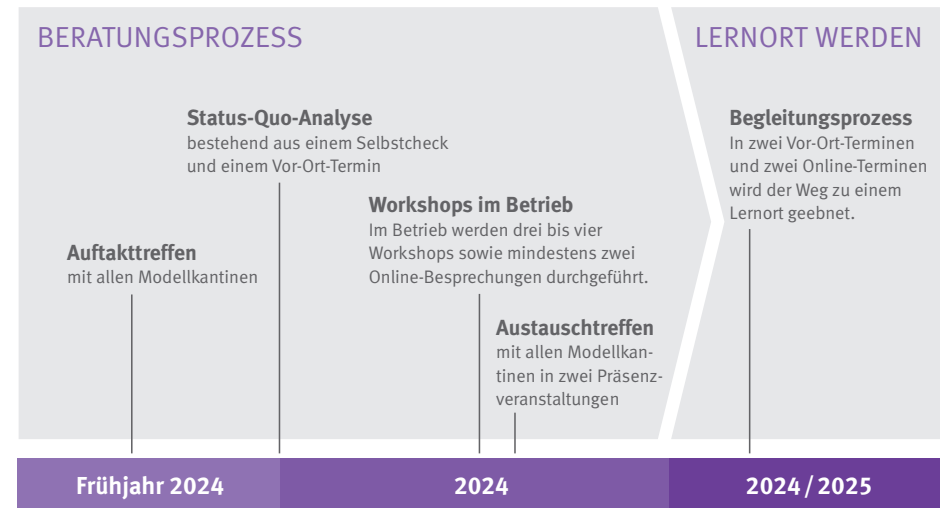 BERATUNGSPROZESS
Status-Quo-Analyse
bestehend aus einem Selbstcheck
und einem Vor-Ort-Termin
Workshops im Betrieb
Im Betrieb werden drei bis vier
Workshops sowie mindestens zwei
Online-Besprechungen durchgeführt.
Auftakttreffen
mit allen Modellkantinen
Austauschtreffen
mit allen Modellkan-
tinen in zwei Präsenz-
veranstaltungen
LERNORT WERDEN
Begleitungsprozess
In zwei Vor-Ort-Terminen
und zwei Online-Terminen
wird der Weg zu einem
Lernort geebnet.
Frühjahr 2024
2024
2024 / 2025